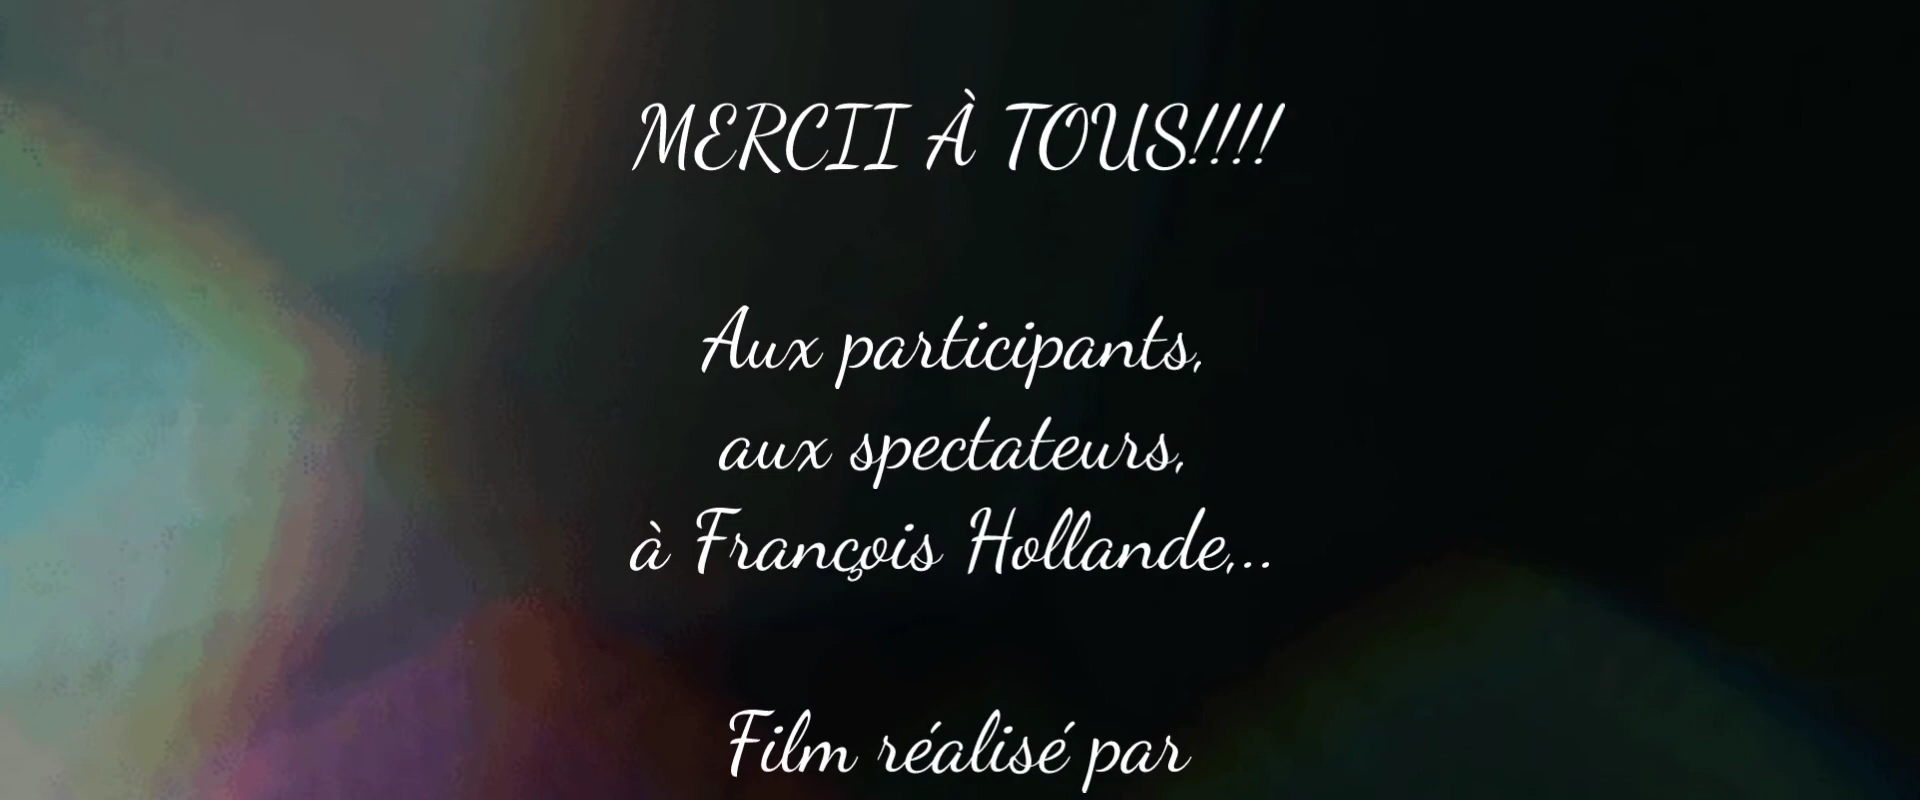 MERCII À TOUS!!!!
Aux participants,
aux spectateurs,
à François Hollande,..
Film réalisé par